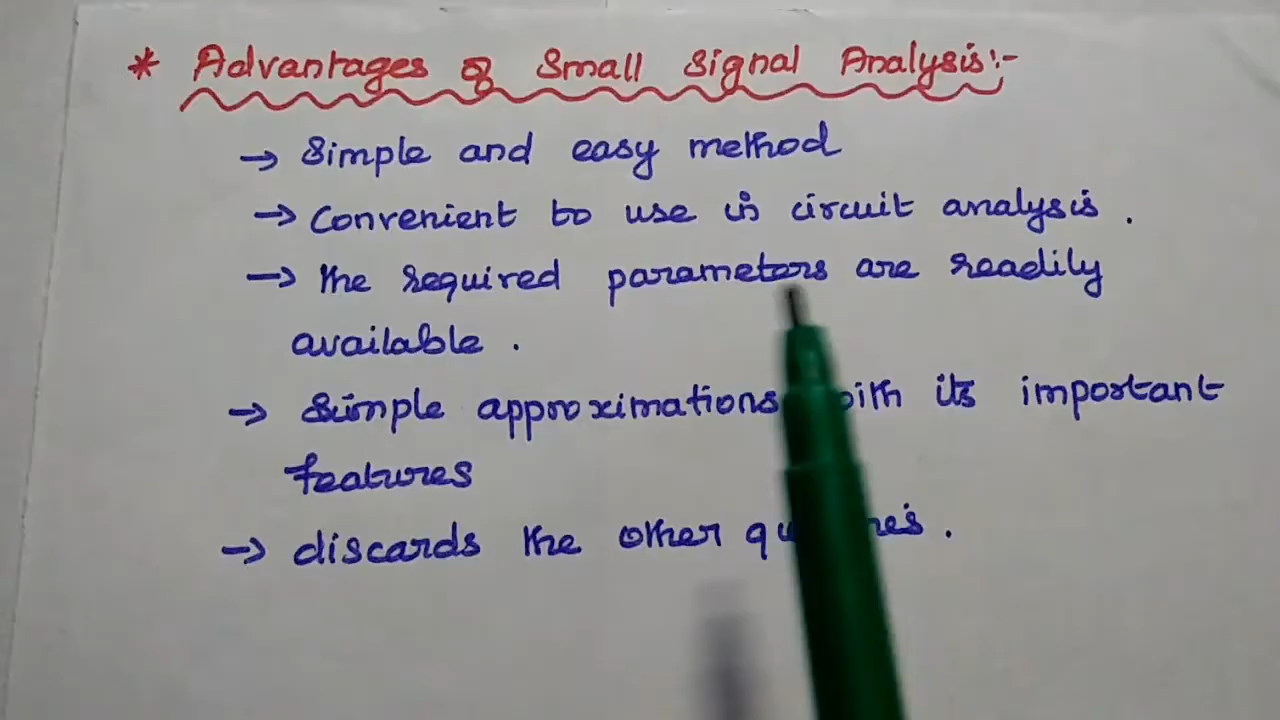 * Advantages of Small Signal Analysis:-
→ Simple and easy method
→ Convenient to use in circuit analysis.
→ the required parameters are readily
available.
→ Simple approximations with its important
features
→ discards the other